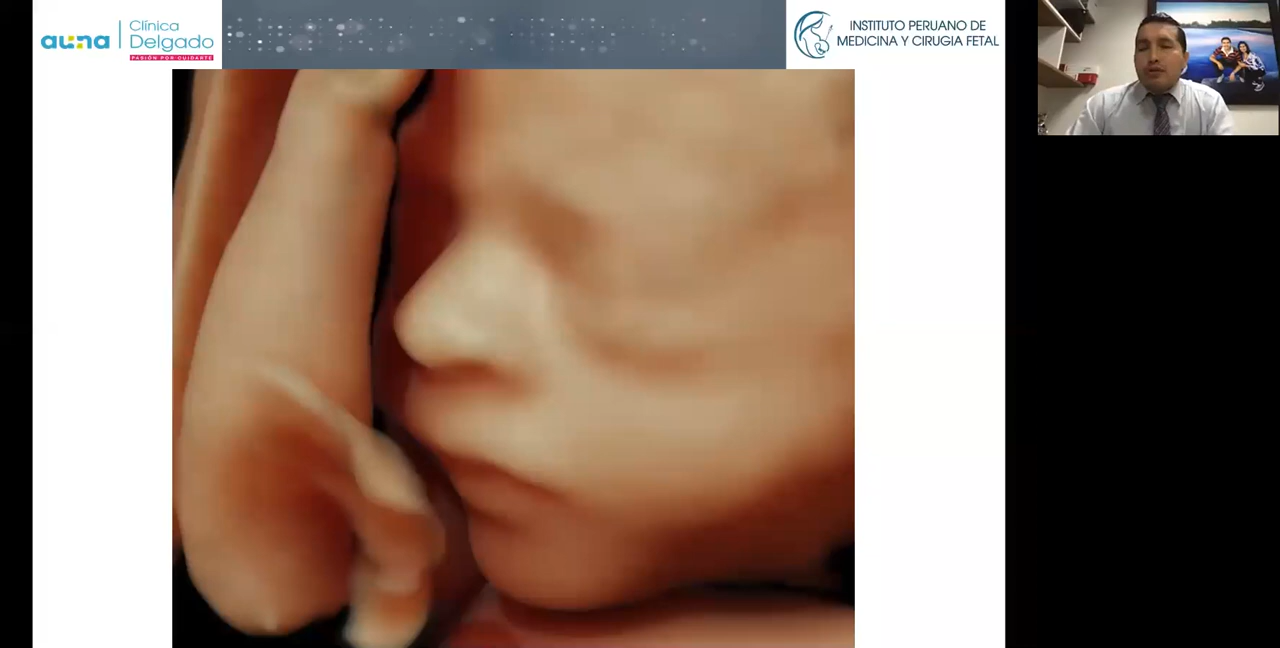 auna
Clínica
Delgado
PASIÓN POR CUIDARTE
INSTITUTO PERUANO DE
MEDICINA Y CIRUGIA FETAL